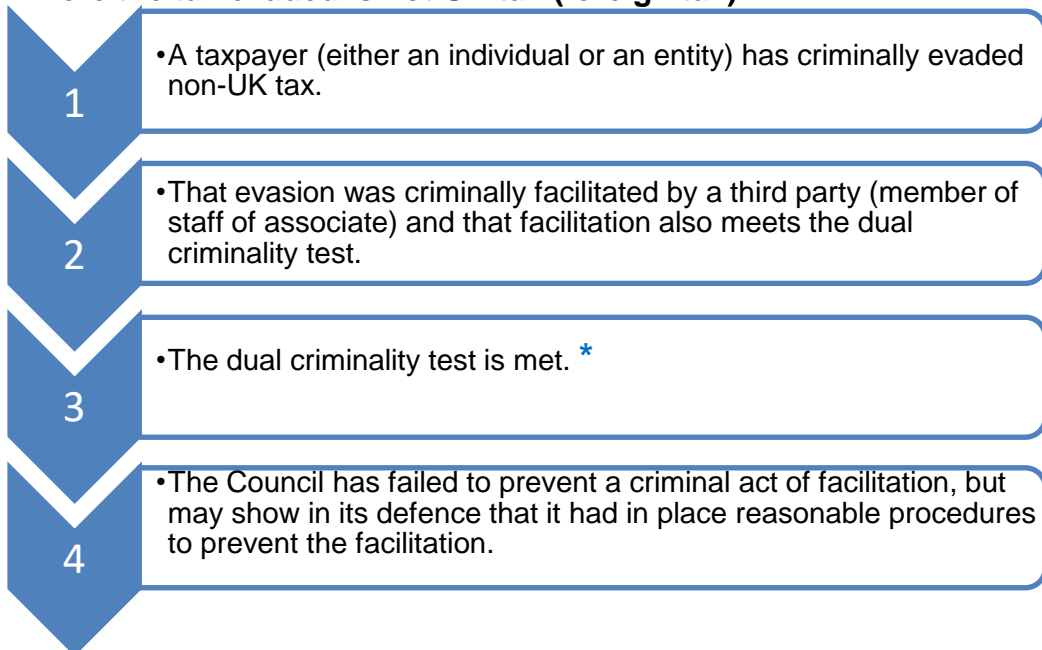 1
•A taxpayer (either an individual or an entity) has criminally evaded
non-UK tax.
2
•That evasion was criminally facilitated by a third party (member of
staff of associate) and that facilitation also meets the dual
criminality test.
3
•The dual criminality test is met. *
4
•The Council has failed to prevent a criminal act of facilitation, but
may show in its defence that it had in place reasonable procedures
to prevent the facilitation.